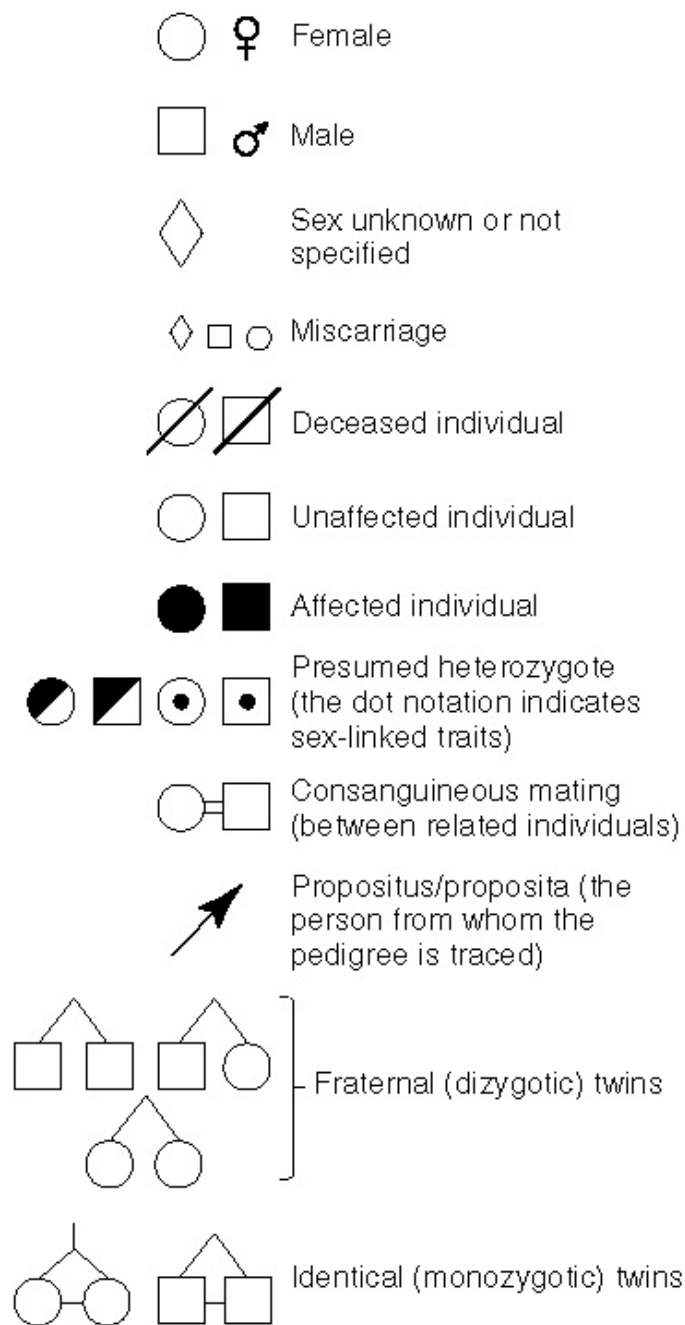 Female
Male
Sex unknown or not
specified
Miscarriage
Deceased individual
Unaffected individual
Affected individual
Presumed heterozygote
(the dot notation indicates
sex-linked traits)
Consanguineous mating
(between related individuals)
Propositus/proposita (the
person from whom the
pedigree is traced)
Fraternal (dizygotic) twins
Identical (monozygotic) twins